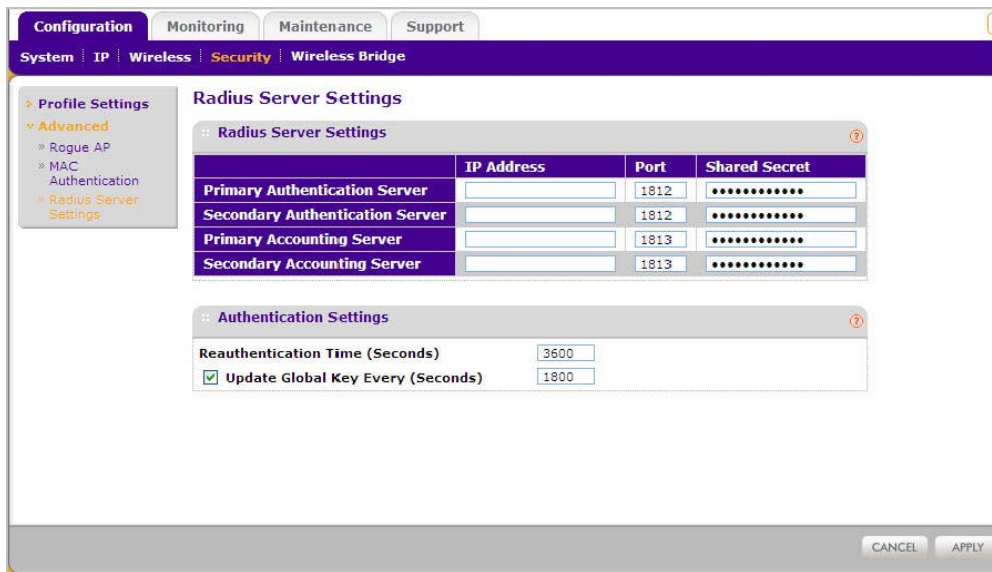 Configuration Monitoring Maintenance Support
System IP Wireless Security Wireless Bridge
Profile Settings
Advanced
Rogue AP
MAC
Authentication
Radius Server
Settings
Radius Server Settings
Radius Server Settings
IP Address Port Shared Secret
Primary Authentication Server 1812 ••••••••••••
Secondary Authentication Server 1812 ••••••••••••
Primary Accounting Server 1813 ••••••••••••
Secondary Accounting Server 1813 ••••••••••••
Authentication Settings
Reauthentication Time (Seconds) 3600
Update Global Key Every (Seconds) 1800
CANCEL APPLY